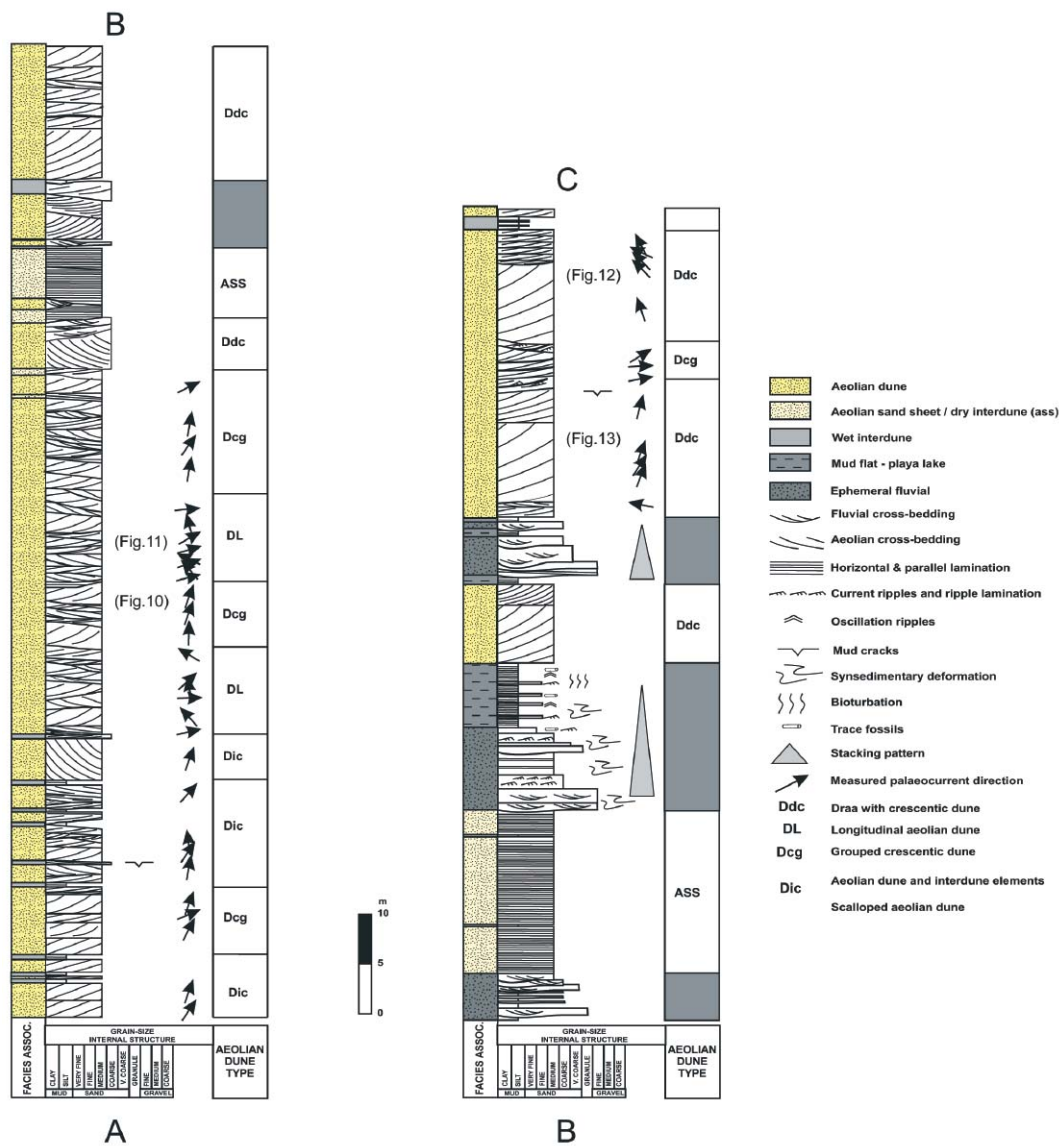 B
Ddc
ASS
Ddc
Dcg
DL
(Fig.11)
(Fig.10)
Dcg
DL
Dic
Dic
Dcg
Dic
FACIES ASSOC.
GRAIN-SIZE
INTERNAL STRUCTURE
CLAY
SILT
VERY FINE
FINE
MEDIUM
COARSE
V. COARSE
GRANULE
FINE
MEDIUM
COARSE
MUD
SAND
GRAVEL
AEOLIAN
DUNE
TYPE
A
m
10
5
0
C
(Fig.12)
Ddc
Dcg
(Fig.13)
Ddc
Ddc
ASS
FACIES ASSOC.
GRAIN-SIZE
INTERNAL STRUCTURE
CLAY
SILT
VERY FINE
FINE
MEDIUM
COARSE
V. COARSE
GRANULE
FINE
MEDIUM
COARSE
MUD
SAND
GRAVEL
AEOLIAN
DUNE
TYPE
B
Aeolian dune
Aeolian sand sheet / dry interdune (ass)
Wet interdune
Mud flat - playa lake
Ephemeral fluvial
Fluvial cross-bedding
Aeolian cross-bedding
Horizontal & parallel lamination
Current ripples and ripple lamination
Oscillation ripples
Mud cracks
Synsedimentary deformation
Bioturbation
Trace fossils
Stacking pattern
Measured palaeocurrent direction
Ddc Draa with crescentic dune
DL Longitudinal aeolian dune
Dcg Grouped crescentic dune
Dic Aeolian dune and interdune elements
Scalloped aeolian dune